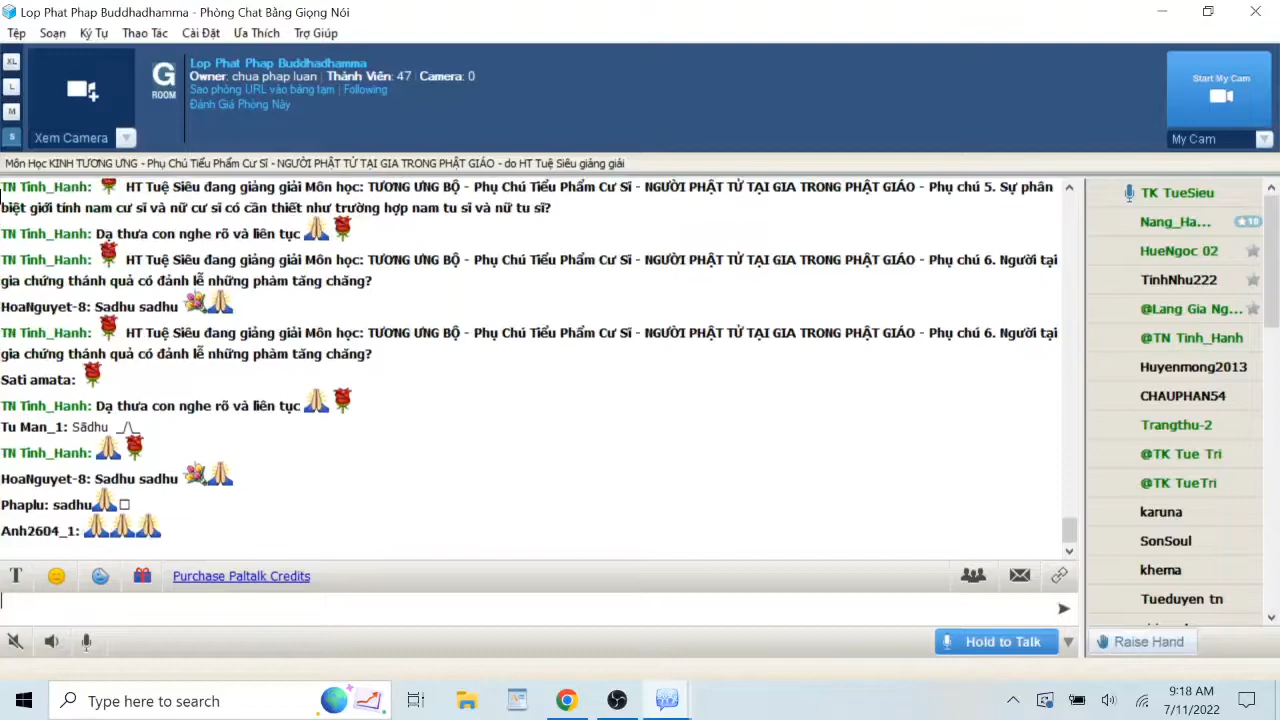 Lop Phat Phap Buddhadhamma - Phòng Chat Bằng Giọng Nói
Tệp Soạn Ký Tự Thao Tác Cài Đặt Ưa Thích Trợ Giúp
XL
L
M
S
Xem Camera
G
ROOM
Lop Phat Phap Buddhadhamma
Owner: chua phap luan | Thành Viên: 47 | Camera: 0
Sao phòng URL vào bảng tạm | Following
Đánh Giá Phòng Này
Start My Cam
My Cam
Môn Học KINH TƯƠNG ƯNG - Phụ Chú Tiểu Phẩm Cư Sĩ - NGƯỜI PHẬT TỬ TẠI GIA TRONG PHẬT GIÁO - do HT Tuệ Siêu giảng giải
TN Tinh_Hanh: HT Tuệ Siêu đang giảng giải Môn học: TƯƠNG ƯNG BỘ - Phụ Chú Tiểu Phẩm Cư Sĩ - NGƯỜI PHẬT TỬ TẠI GIA TRONG PHẬT GIÁO - Phụ chú 5. Sự phân
biệt giới tính nam cư sĩ và nữ cư sĩ có cần thiết như trường hợp nam tu sĩ và nữ tu sĩ?
TN Tinh_Hanh: Dạ thưa con nghe rõ và liên tục
TN Tinh_Hanh: HT Tuệ Siêu đang giảng giải Môn học: TƯƠNG ƯNG BỘ - Phụ Chú Tiểu Phẩm Cư Sĩ - NGƯỜI PHẬT TỬ TẠI GIA TRONG PHẬT GIÁO - Phụ chú 6. Người tại
gia chứng thánh quả có đảnh lễ những phàm tăng chăng?
HoaNguyet-8: Sadhu sadhu
TN Tinh_Hanh: HT Tuệ Siêu đang giảng giải Môn học: TƯƠNG ƯNG BỘ - Phụ Chú Tiểu Phẩm Cư Sĩ - NGƯỜI PHẬT TỬ TẠI GIA TRONG PHẬT GIÁO - Phụ chú 6. Người tại
gia chứng thánh quả có đảnh lễ những phàm tăng chăng?
Sati amata:
TN Tinh_Hanh: Dạ thưa con nghe rõ và liên tục
Tu Man_1: Sādhu _/\_
TN Tinh_Hanh:
HoaNguyet-8: Sadhu sadhu
Phaplu: sadhu
Anh2604_1:
TK TueSieu
Nang_Ha... 18
HueNgoc 02
TinhNhu222
@Lang Gia Ng...
@TN Tinh_Hanh
Huyenmong2013
CHAUPHAN54
Trangthu-2
@TK Tue Tri
@TK TueTri
karuna
SonSoul
khema
Tueduyen tn
T Purchase Paltalk Credits
Hold to Talk
Raise Hand
Type here to search
9:18 AM
7/11/2022